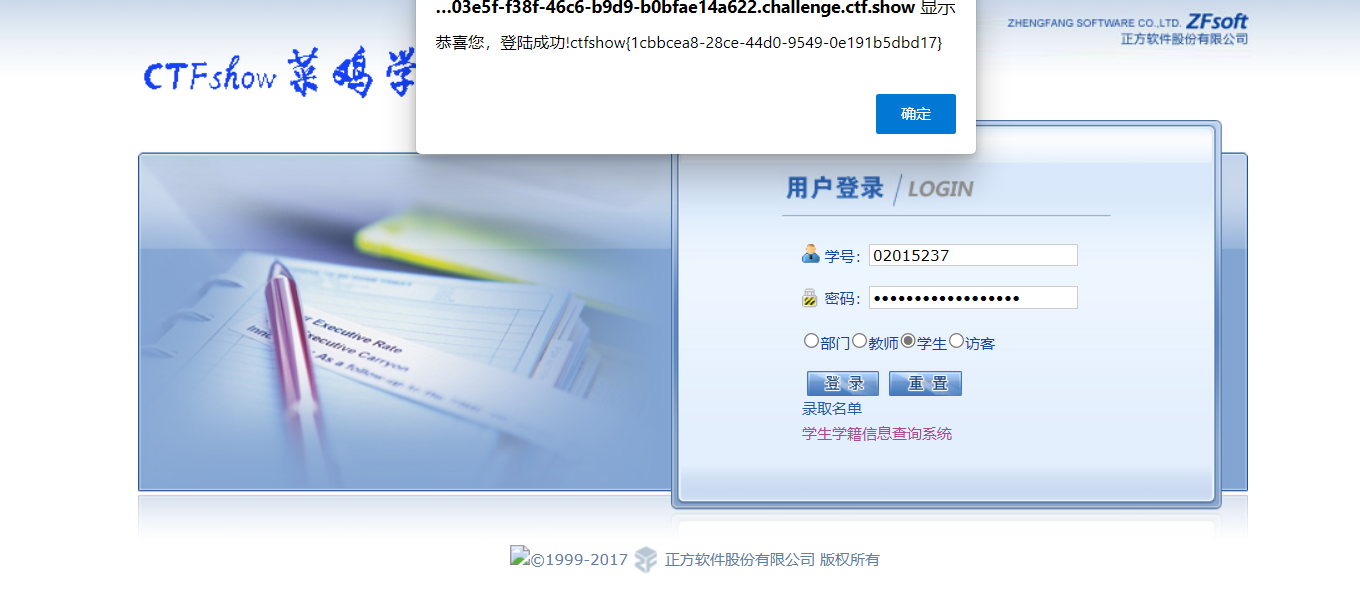 ...03e5f-f38f-46c6-b9d9-b0bfae14a622.challenge.ctf.show 显示
恭喜您，登陆成功!ctfshow{1cbbcea8-28ce-44d0-9549-0e191b5dbd17}
确定
ZHENGFANG SOFTWARE CO.,LTD. ZFsoft
正方软件股份有限公司
CTFshow 菜鸡学
用户登录 / LOGIN
学号： 02015237
密码： ••••••••••••••••••
部门 教师 学生 访客
登 录 重 置
录取名单
学生学籍信息查询系统
Executive Rate
Executive Carryon
As a follow-up to the
©1999-2017 正方软件股份有限公司 版权所有